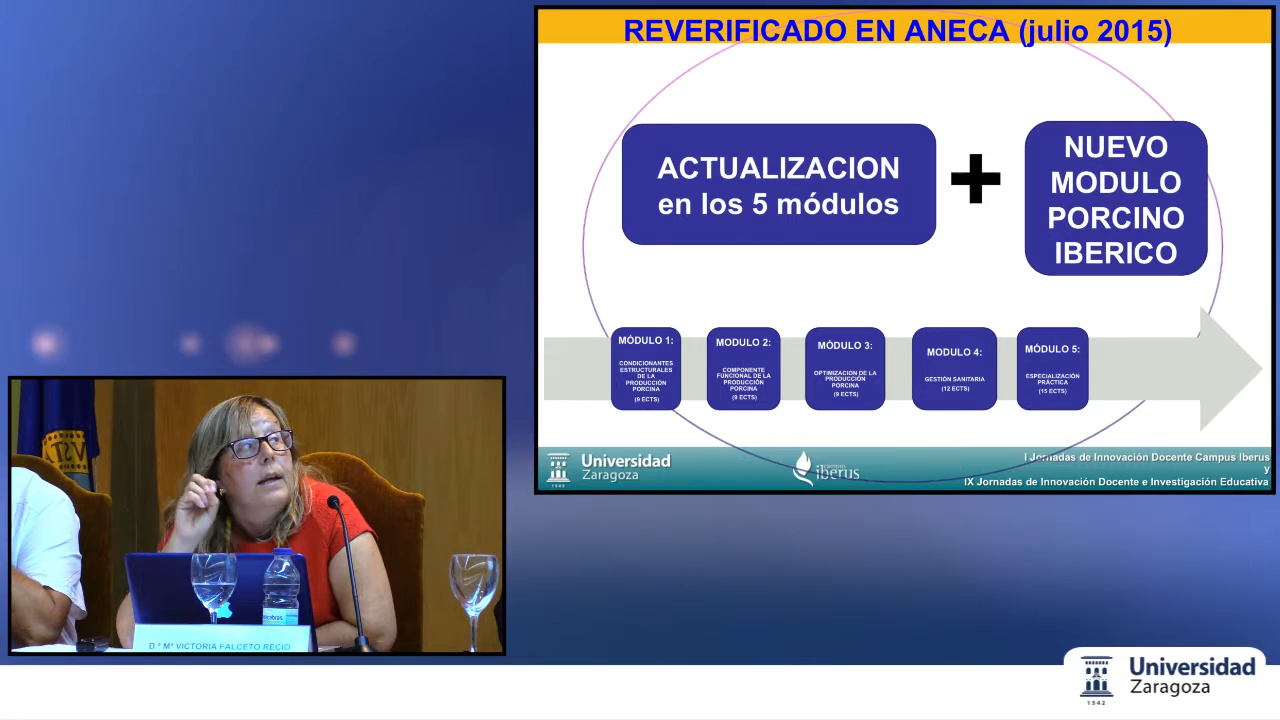 REVERIFICADO EN ANECA (julio 2015)
ACTUALIZACION
en los 5 módulos
NUEVO
MODULO
PORCINO
IBERICO
MÓDULO 1:
CONDICIONANTES
ESTRUCTURALES
DE LA
PRODUCCIÓN
PORCINA
(9 ECTS)
MODULO 2:
COMPONENTE
FUNCIONAL DE LA
PRODUCCIÓN
PORCINA
(9 ECTS)
MÓDULO 3:
OPTIMIZACION DE LA
PRODUCCIÓN
PORCINA
(9 ECTS)
MODULO 4:
GESTIÓN SANITARIA
(12 ECTS)
MÓDULO 5:
ESPECIALIZACIÓN
PRÁCTICA
(15 ECTS)
1542
Universidad
Zaragoza
campus
iberus
I Jornadas de Innovación Docente Campus Iberus
y
IX Jornadas de Innovación Docente e Investigación Educativa
D.ª Mª VICTORIA FALCETO RECIO
1542
Universidad
Zaragoza